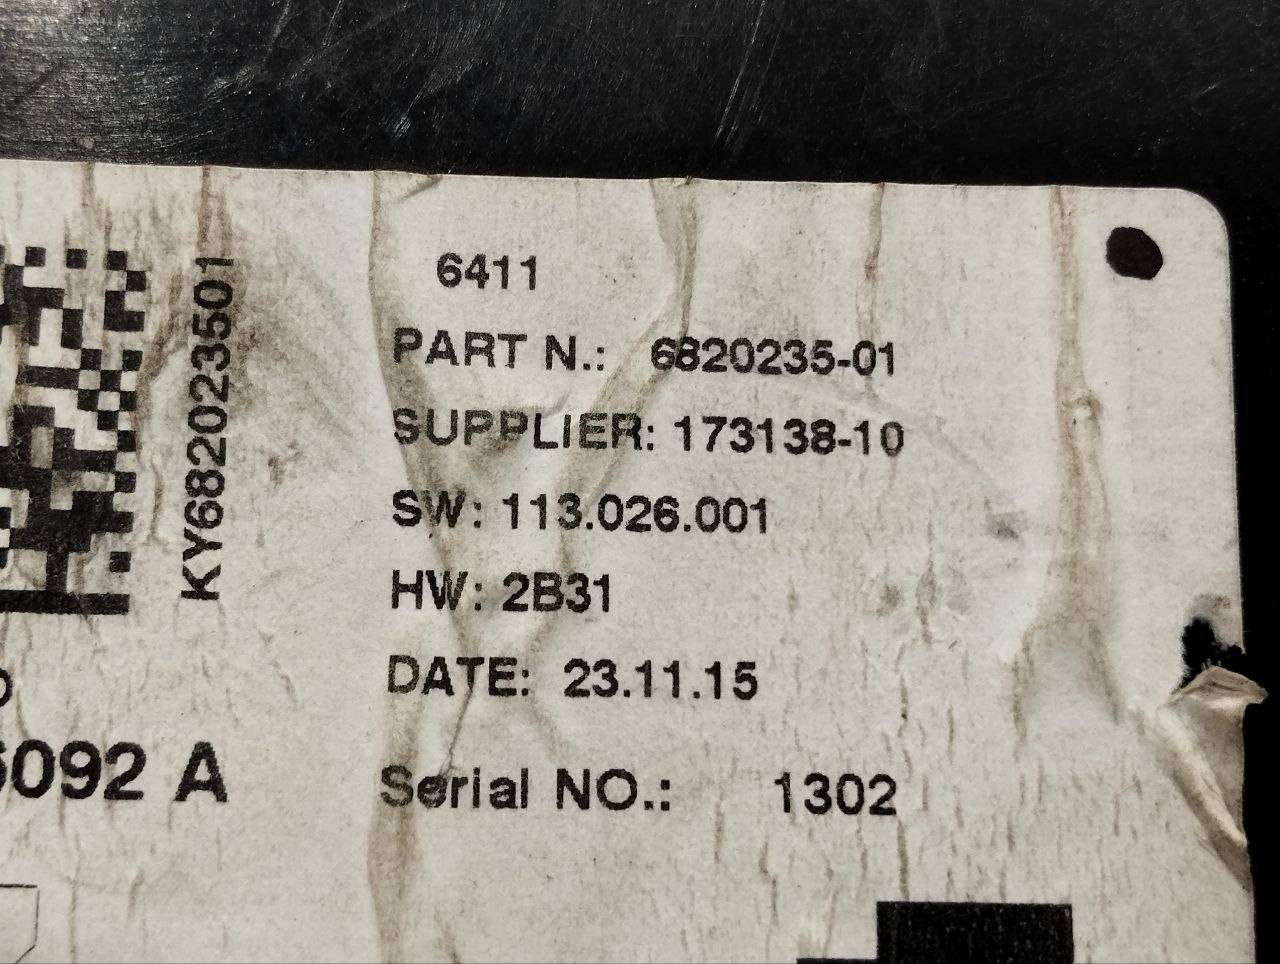 6411
PART N.: 6820235-01
SUPPLIER: 173138-10
SW: 113.026.001
HW: 2B31
DATE: 23.11.15
Serial NO.: 1302
KY682023501
092 A